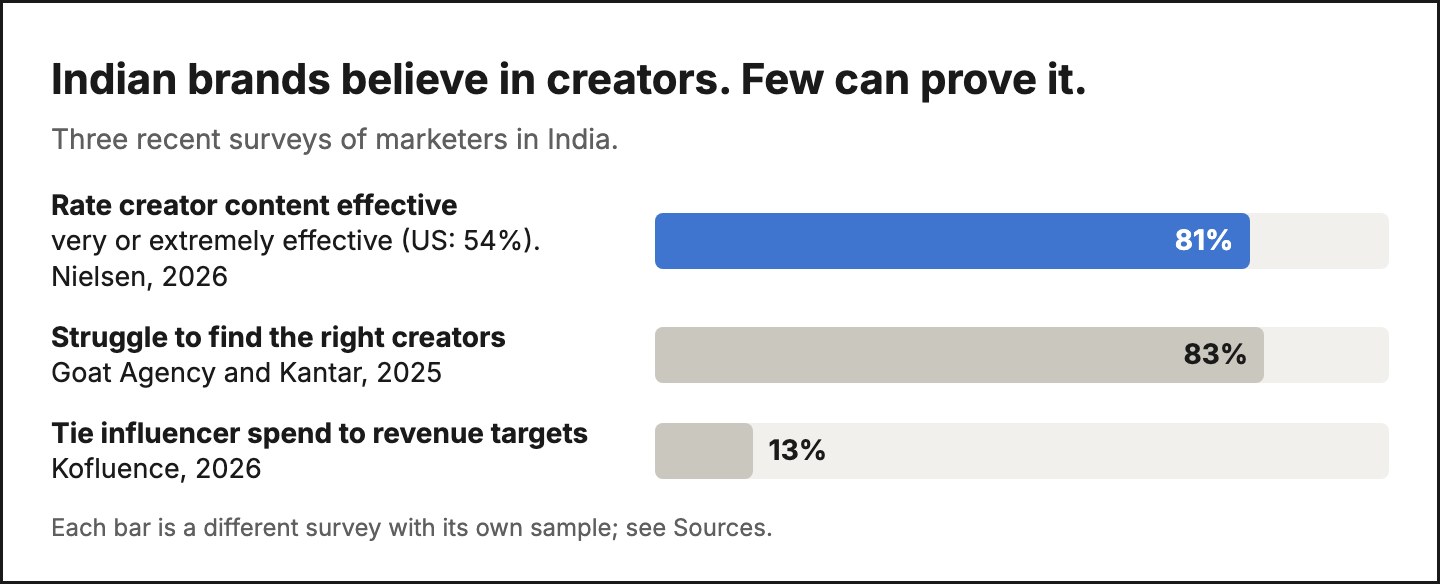 Indian brands believe in creators. Few can prove it.
Three recent surveys of marketers in India.
Rate creator content effective
very or extremely effective (US: 54%).
Nielsen, 2026
81%
Struggle to find the right creators
Goat Agency and Kantar, 2025
83%
Tie influencer spend to revenue targets
Kofluence, 2026
13%
Each bar is a different survey with its own sample; see Sources.